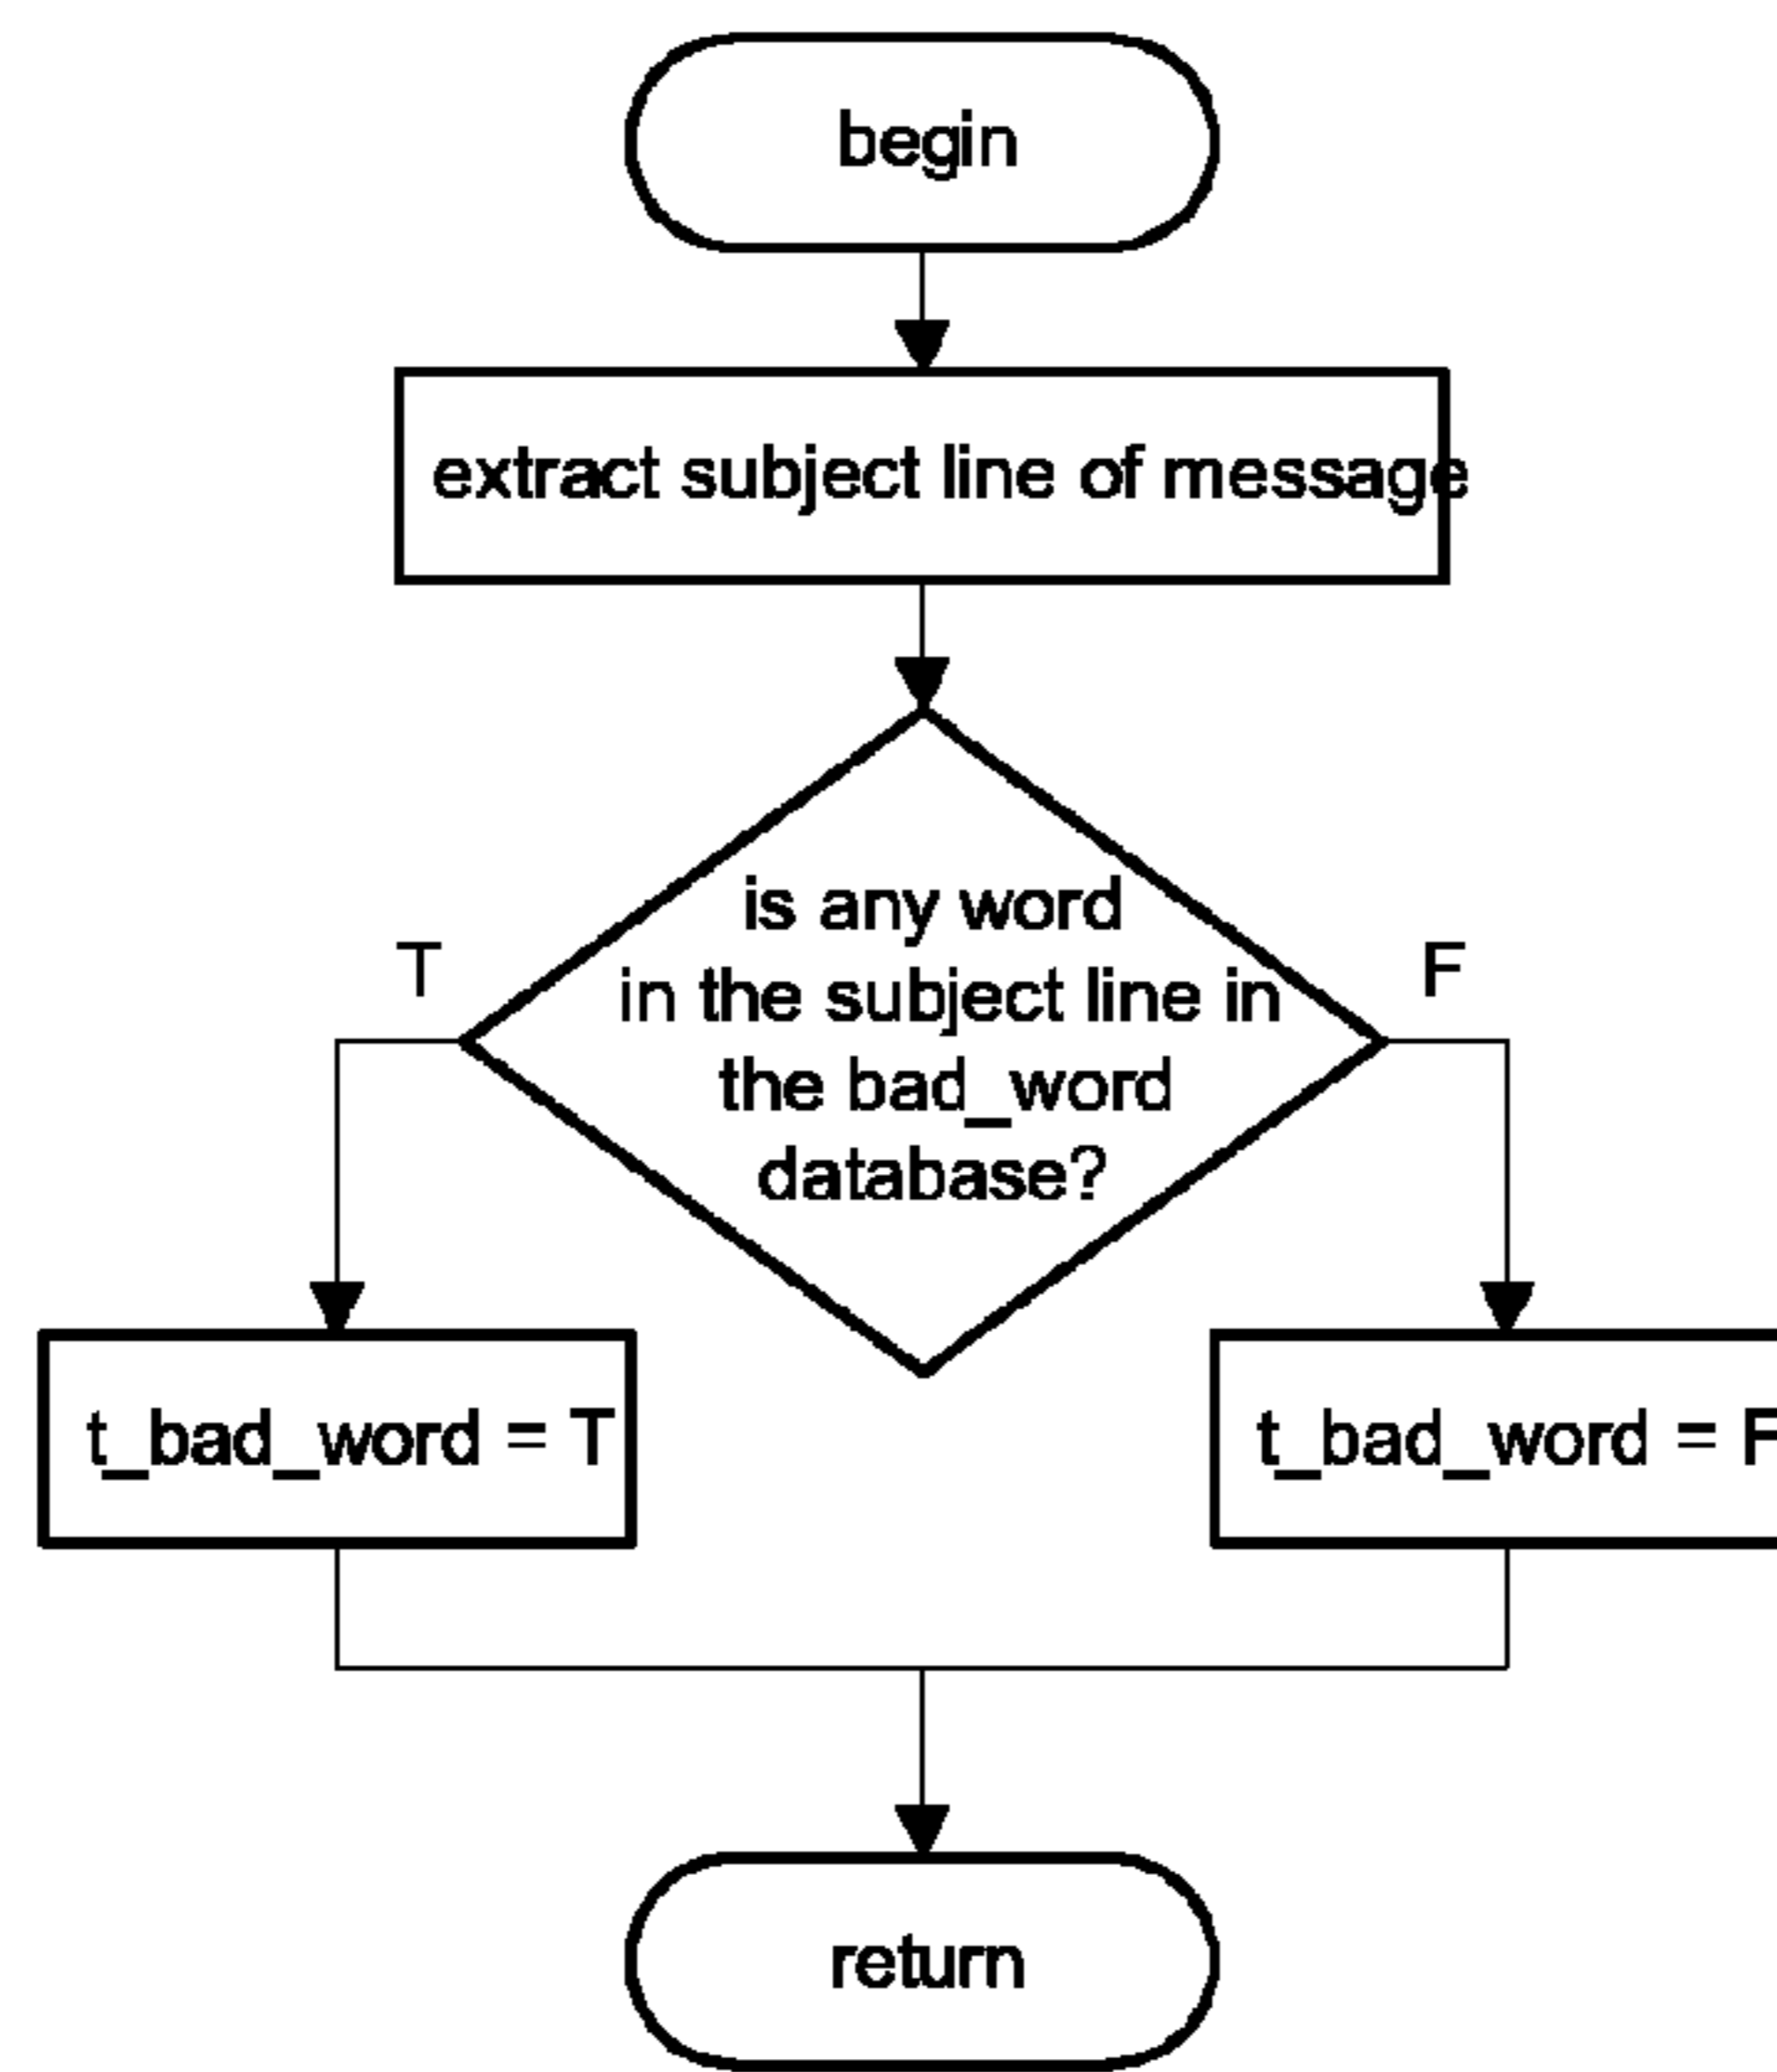 begin
extract subject line of message
is any word
in the subject line in
the bad_word
database?
T
F
t_bad_word = T
t_bad_word = F
return